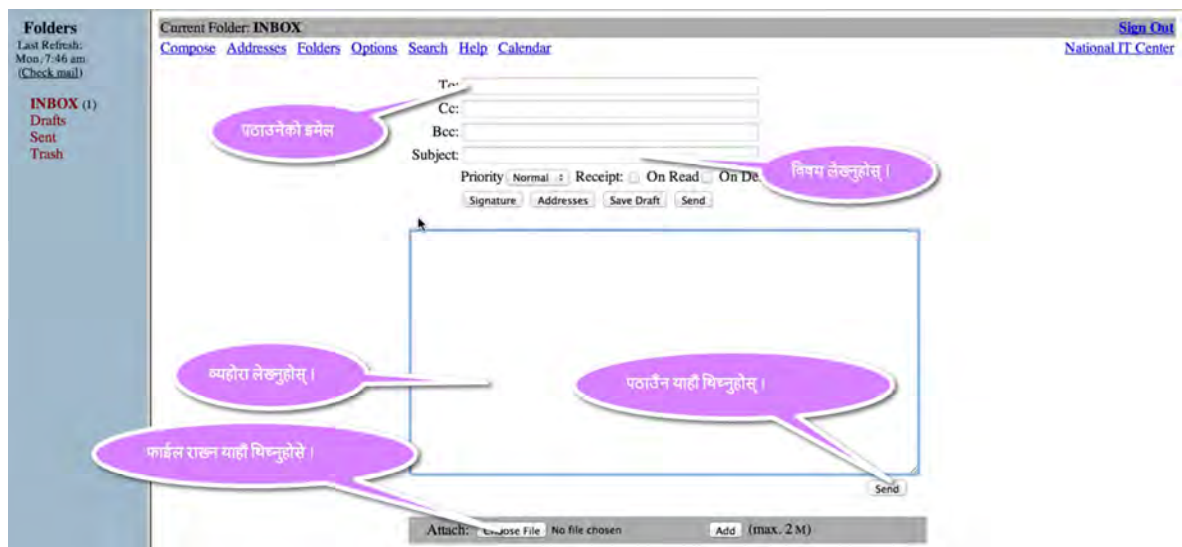 Folders
Last Refresh:
Mon, 7:46 am
(Check mail)
INBOX (1)
Drafts
Sent
Trash
Current Folder: INBOX
Sign Out
Compose Addresses Folders Options Search Help Calendar
National IT Center
To:
Cc:
Bcc:
Subject:
पठाउनेको इमेल
विषय लेख्नुहोस् ।
Priority Normal Receipt: On Read On De
Signature Addresses Save Draft Send
व्यहोरा लेख्नुहोस् ।
पठाउँन याहाँ थिच्नुहोस् ।
फाईल राख्न याहाँ थिच्नुहोसे ।
Send
Attach: Choose File No file chosen Add (max. 2 M)